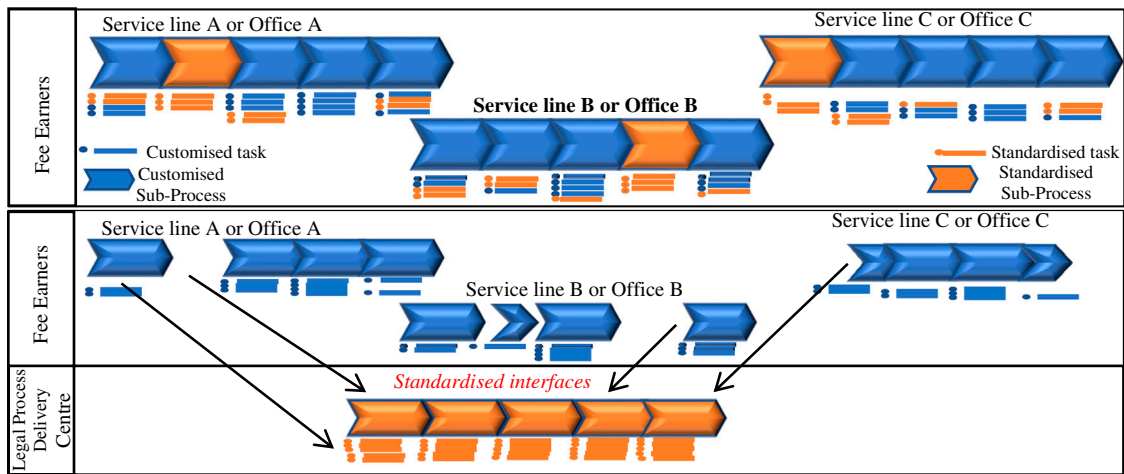 Service line A or Office A
Service line C or Office C
Service line B or Office B
Fee Earners
Customised task
Customised
Sub-Process
Standardised task
Standardised
Sub-Process
Service line A or Office A
Service line C or Office C
Service line B or Office B
Fee Earners
Standardised interfaces
Legal Process
Delivery
Centre